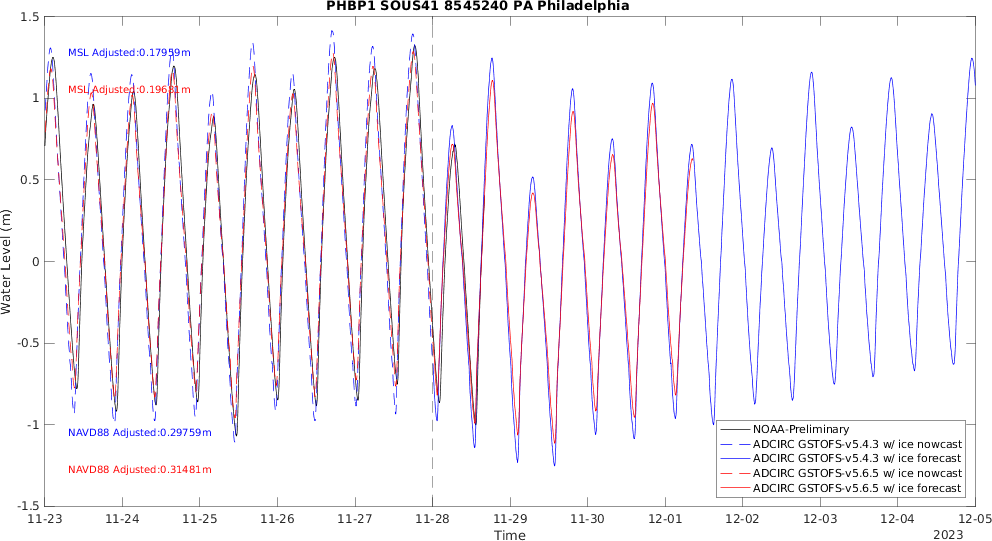 PHBP1 SOUS41 8545240 PA Philadelphia
1.5
1
0.5
0
-0.5
-1
-1.5
Water Level (m)
MSL Adjusted:0.17959m
MSL Adjusted:0.19631m
NAVD88 Adjusted:0.29759m
NAVD88 Adjusted:0.31481m
NOAA-Preliminary
ADCIRC GSTOFS-v5.4.3 w/ ice nowcast
ADCIRC GSTOFS-v5.4.3 w/ ice forecast
ADCIRC GSTOFS-v5.6.5 w/ ice nowcast
ADCIRC GSTOFS-v5.6.5 w/ ice forecast
11-23 11-24 11-25 11-26 11-27 11-28 11-29 11-30 12-01 12-02 12-03 12-04 12-05
Time
2023